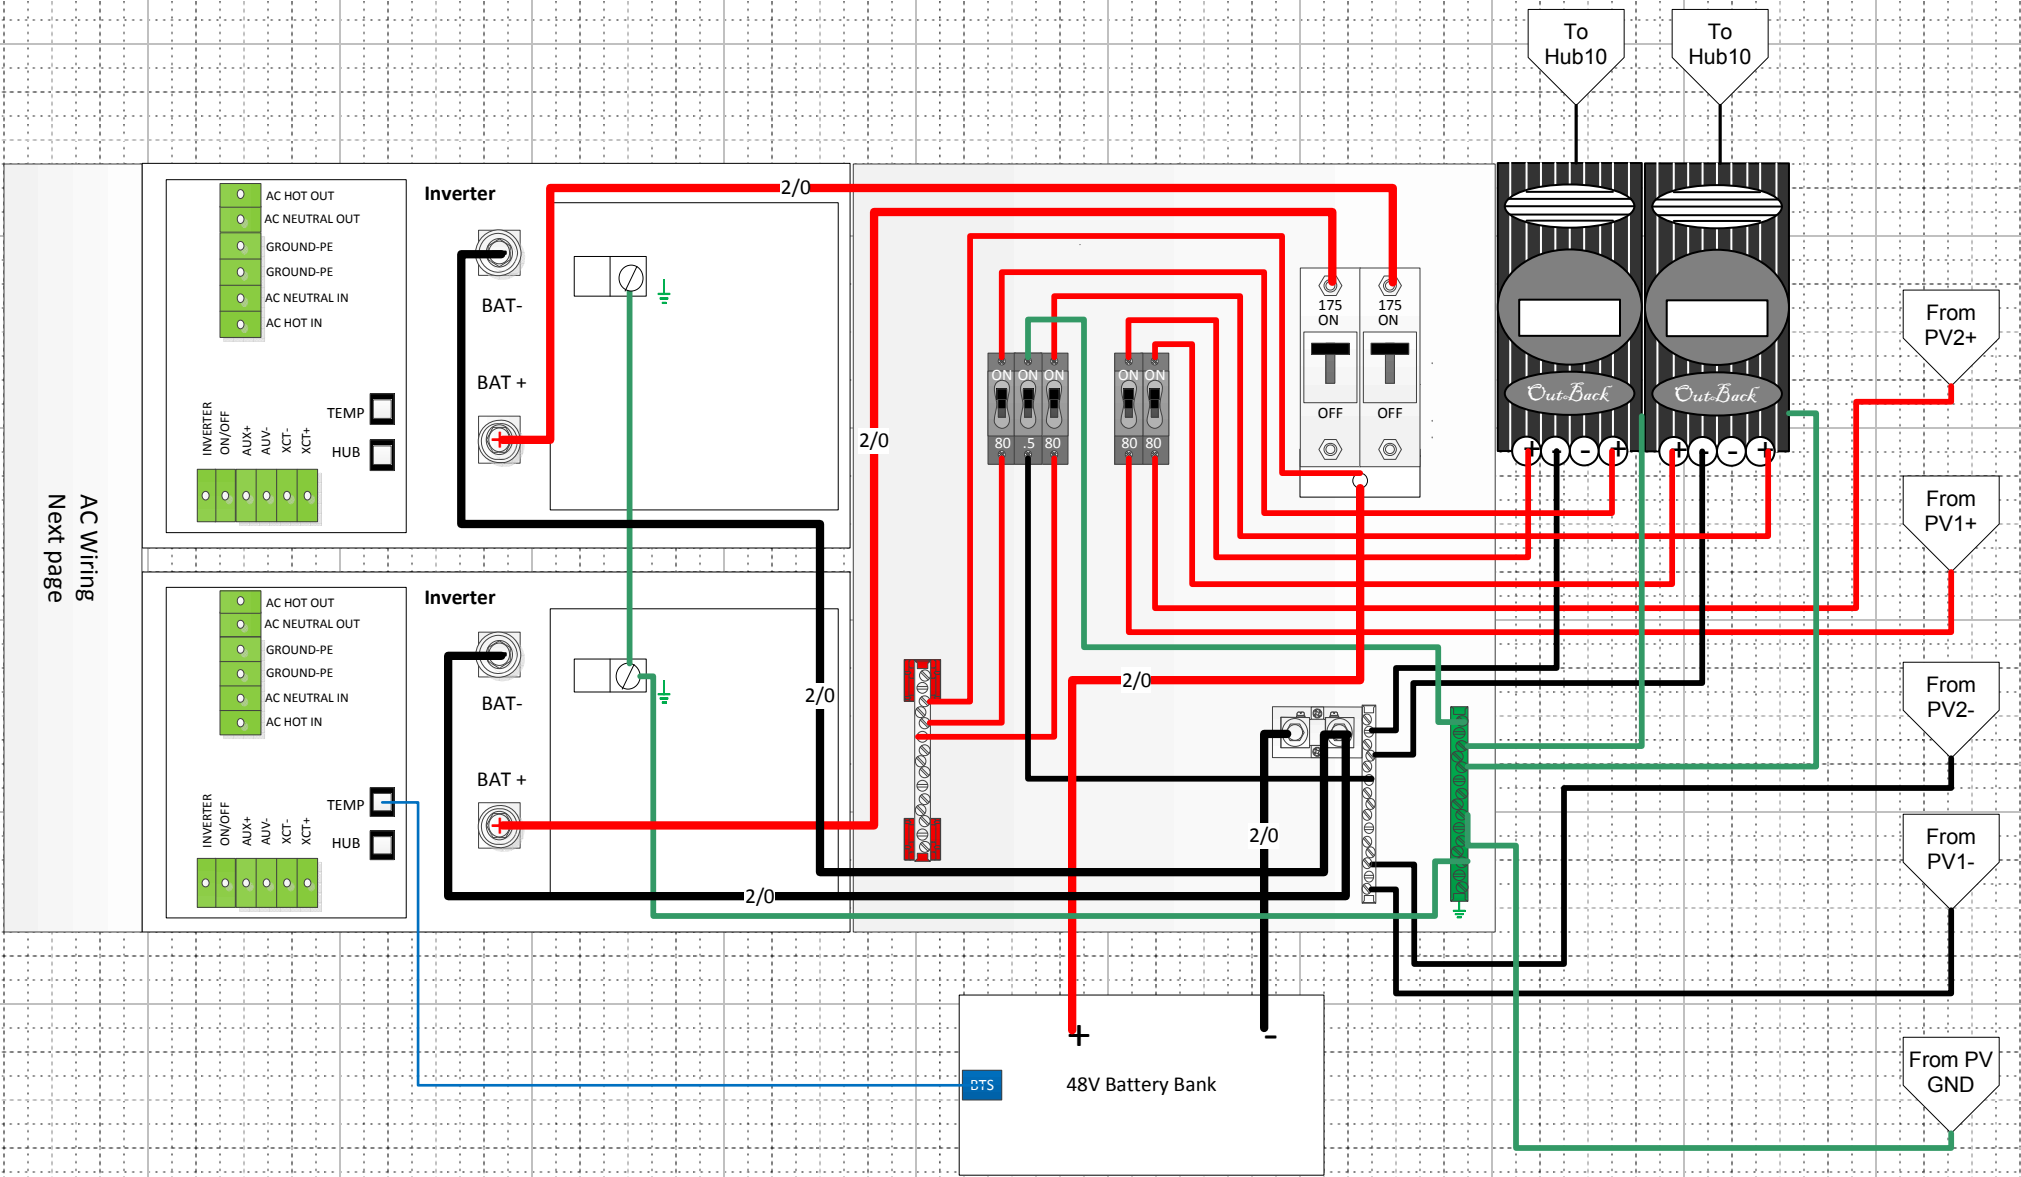 To
Hub10
To
Hub10
AC Wiring
Next page
Inverter
AC HOT OUT
AC NEUTRAL OUT
GROUND-PE
GROUND-PE
AC NEUTRAL IN
AC HOT IN
BAT-
BAT +
TEMP
HUB
INVERTER
ON/OFF
AUX+
AUV-
XCT-
XCT+
2/0
2/0
2/0
Inverter
AC HOT OUT
AC NEUTRAL OUT
GROUND-PE
GROUND-PE
AC NEUTRAL IN
AC HOT IN
BAT-
BAT +
TEMP
HUB
INVERTER
ON/OFF
AUX+
AUV-
XCT-
XCT+
2/0
ON ON ON
80 .5 80
ON ON
80 80
175
ON
OFF
175
ON
OFF
OutBack
OutBack
+ - +
+ - +
2/0
2/0
From
PV2+
From
PV1+
From
PV2-
From
PV1-
From PV
GND
+ -
BTS
48V Battery Bank